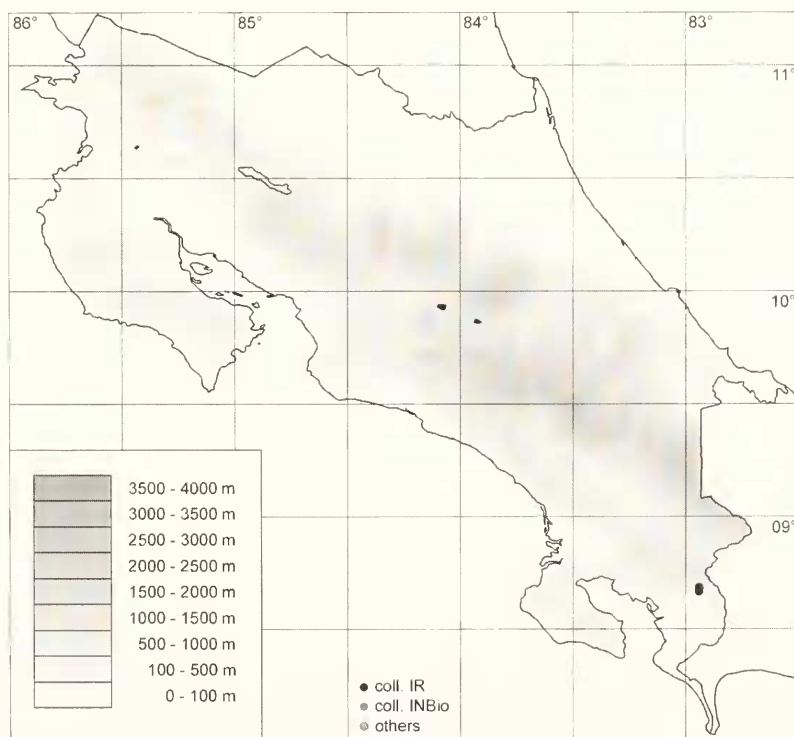 86° 85° 84° 83°
11°
10°
09°
3500 - 4000 m
3000 - 3500 m
2500 - 3000 m
2000 - 2500 m
1500 - 2000 m
1000 - 1500 m
500 - 1000 m
100 - 500 m
0 - 100 m
coll. IR
coll. INBio
others